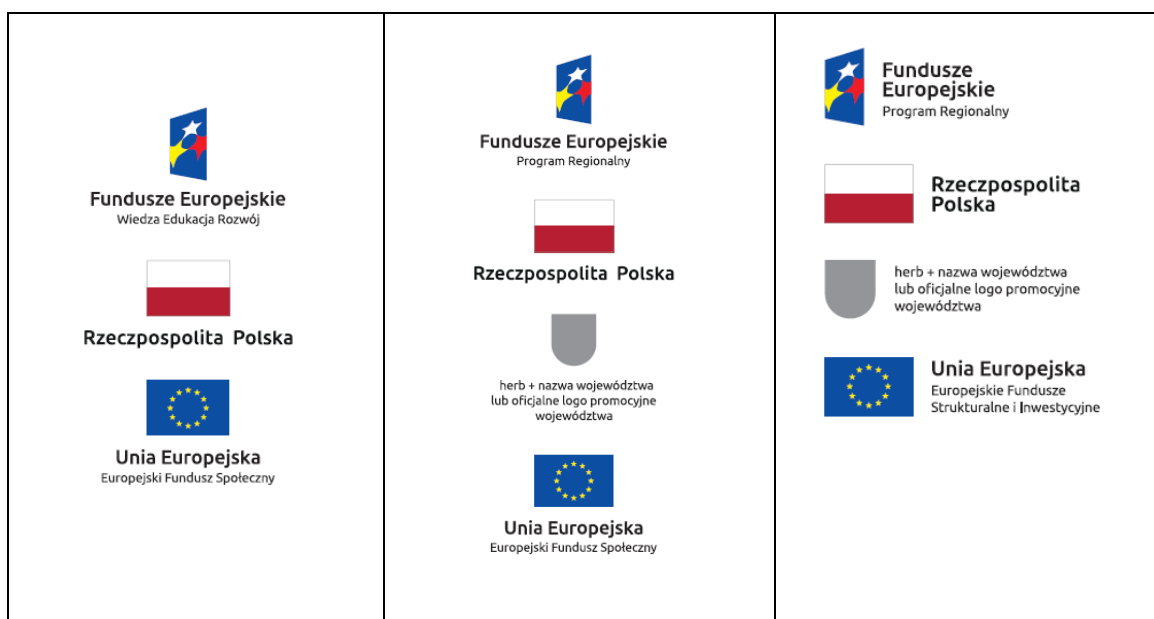 Fundusze Europejskie
Wiedza Edukacja Rozwój
Rzeczpospolita Polska
Unia Europejska
Europejski Fundusz Społeczny
Fundusze Europejskie
Program Regionalny
Rzeczpospolita Polska
herb + nazwa województwa
lub oficjalne logo promocyjne
województwa
Unia Europejska
Europejski Fundusz Społeczny
Fundusze
Europejskie
Program Regionalny
Rzeczpospolita
Polska
herb + nazwa województwa
lub oficjalne logo promocyjne
województwa
Unia Europejska
Europejskie Fundusze
Strukturalne i Inwestycyjne